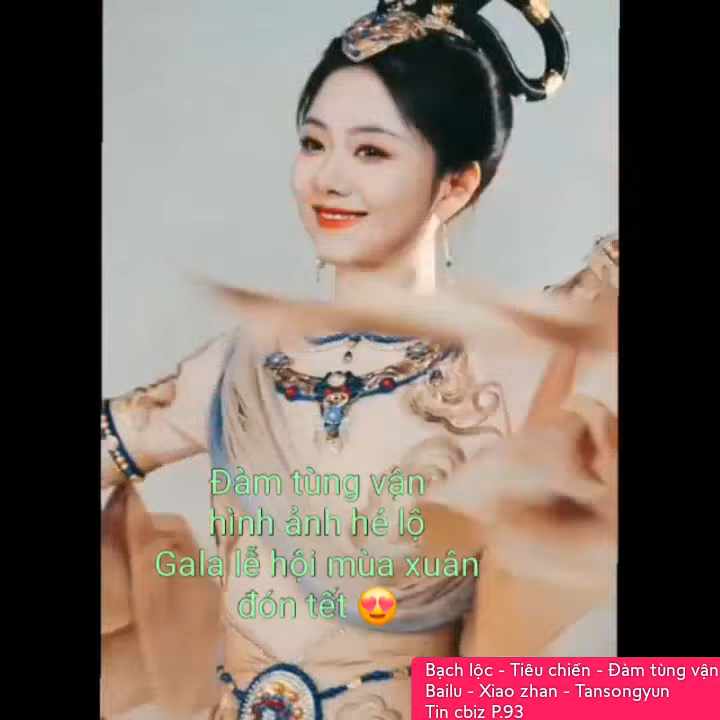 Đàm tùng vận
hình ảnh hé lộ
Gala lễ hội mùa xuân
đón tết 😍
Bạch lộc - Tiêu chiến - Đàm tùng vận
Bailu - Xiao zhan - Tansongyun
Tin cbiz P.93